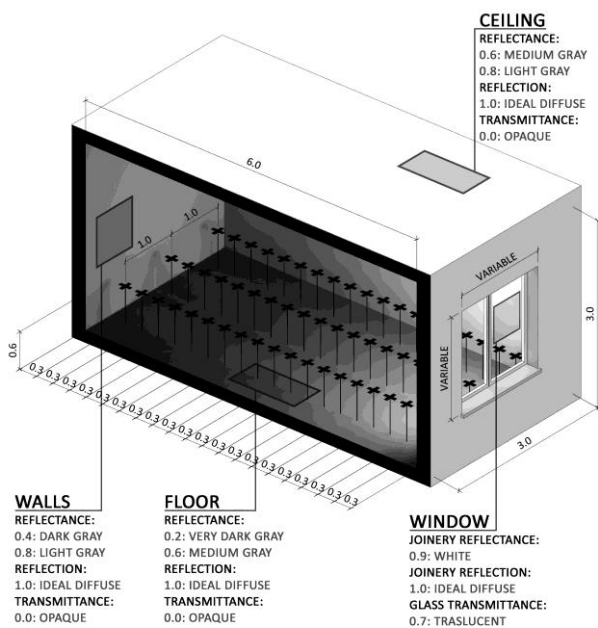 CEILING
REFLECTANCE:
0.6: MEDIUM GRAY
0.8: LIGHT GRAY
REFLECTION:
1.0: IDEAL DIFFUSE
TRANSMITTANCE:
0.0: OPAQUE
6.0
1.0
1.0
VARIABLE
VARIABLE
3.0
3.0
0.6
0.3 0.3 0.3 0.3 0.3 0.3 0.3 0.3 0.3 0.3 0.3 0.3 0.3 0.3 0.3 0.3 0.3 0.3 0.3 0.3
WALLS
REFLECTANCE:
0.4: DARK GRAY
0.8: LIGHT GRAY
REFLECTION:
1.0: IDEAL DIFFUSE
TRANSMITTANCE:
0.0: OPAQUE
FLOOR
REFLECTANCE:
0.2: VERY DARK GRAY
0.6: MEDIUM GRAY
REFLECTION:
1.0: IDEAL DIFFUSE
TRANSMITTANCE:
0.0: OPAQUE
WINDOW
JOINERY REFLECTANCE:
0.9: WHITE
JOINERY REFLECTION:
1.0: IDEAL DIFFUSE
GLASS TRANSMITTANCE:
0.7: TRASLUCENT